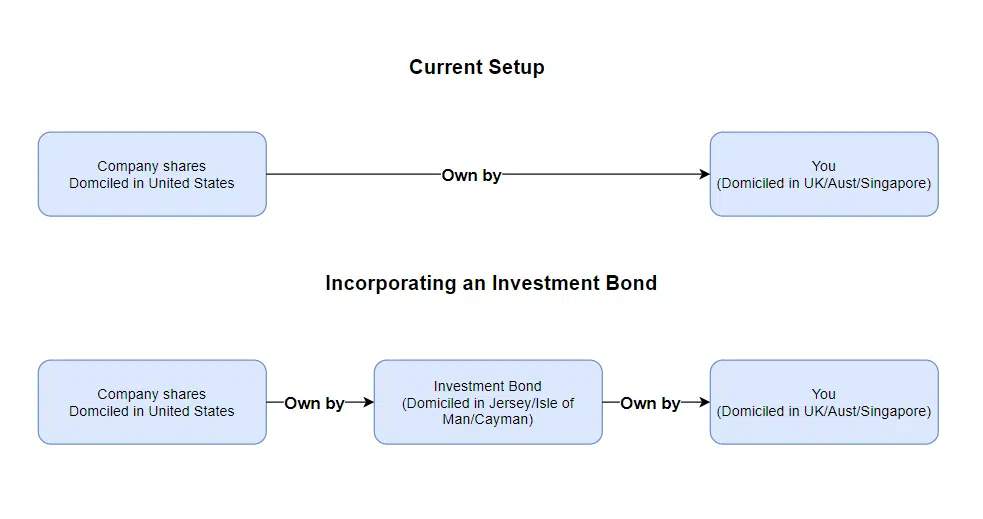 Current Setup
Company shares
Domciled in United States
Own by
You
(Domiciled in UK/Aust/Singapore)
Incorporating an Investment Bond
Company shares
Domciled in United States
Own by
Investment Bond
(Domiciled in Jersey/Isle of
Man/Cayman)
Own by
You
(Domiciled in UK/Aust/Singapore)